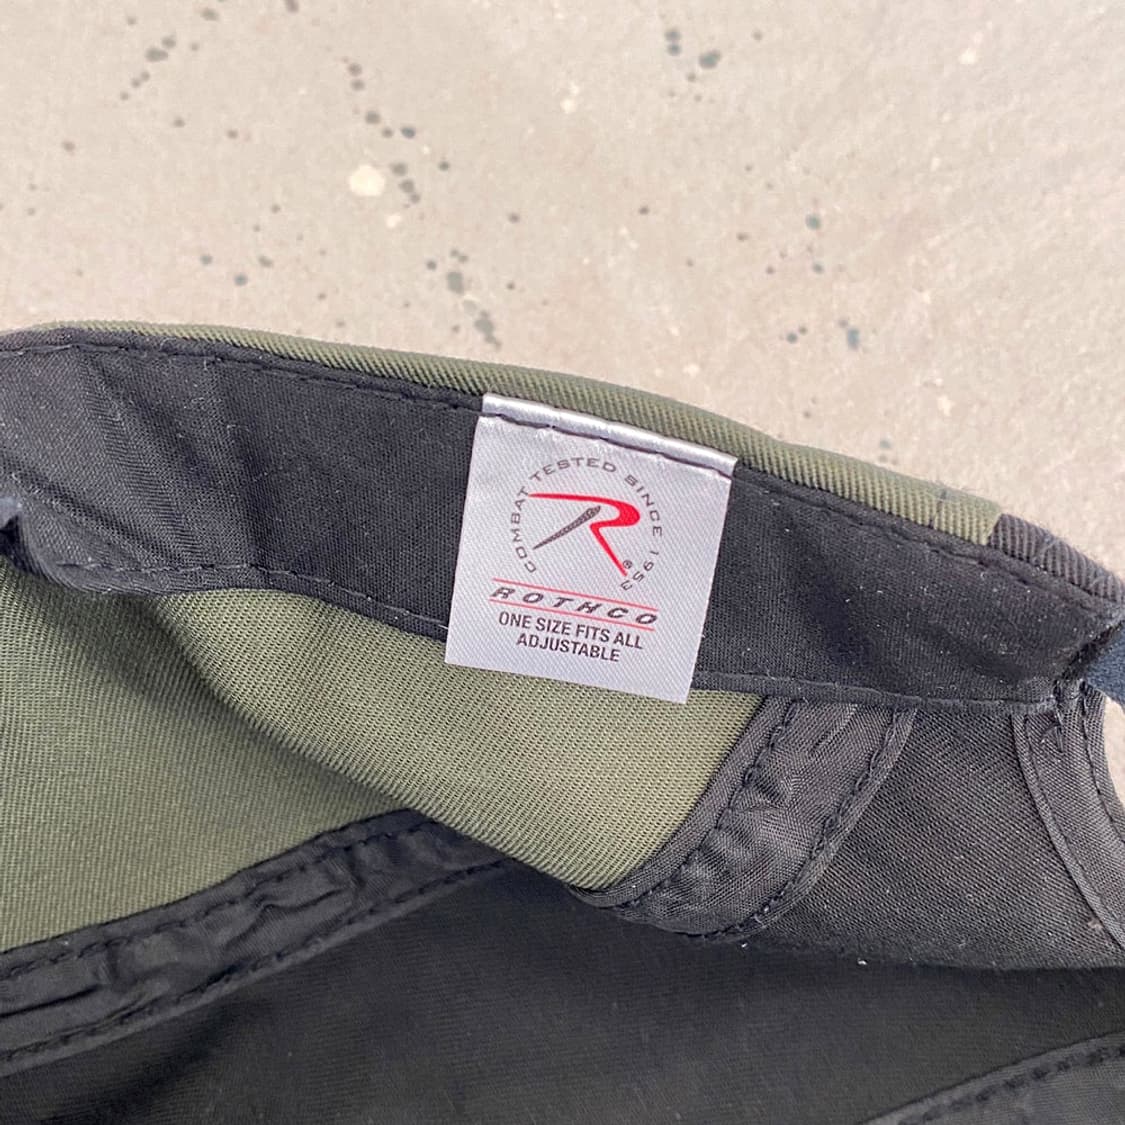 COMBAT TESTED SINCE 1953
R®
ROTHCO
ONE SIZE FITS ALL
ADJUSTABLE